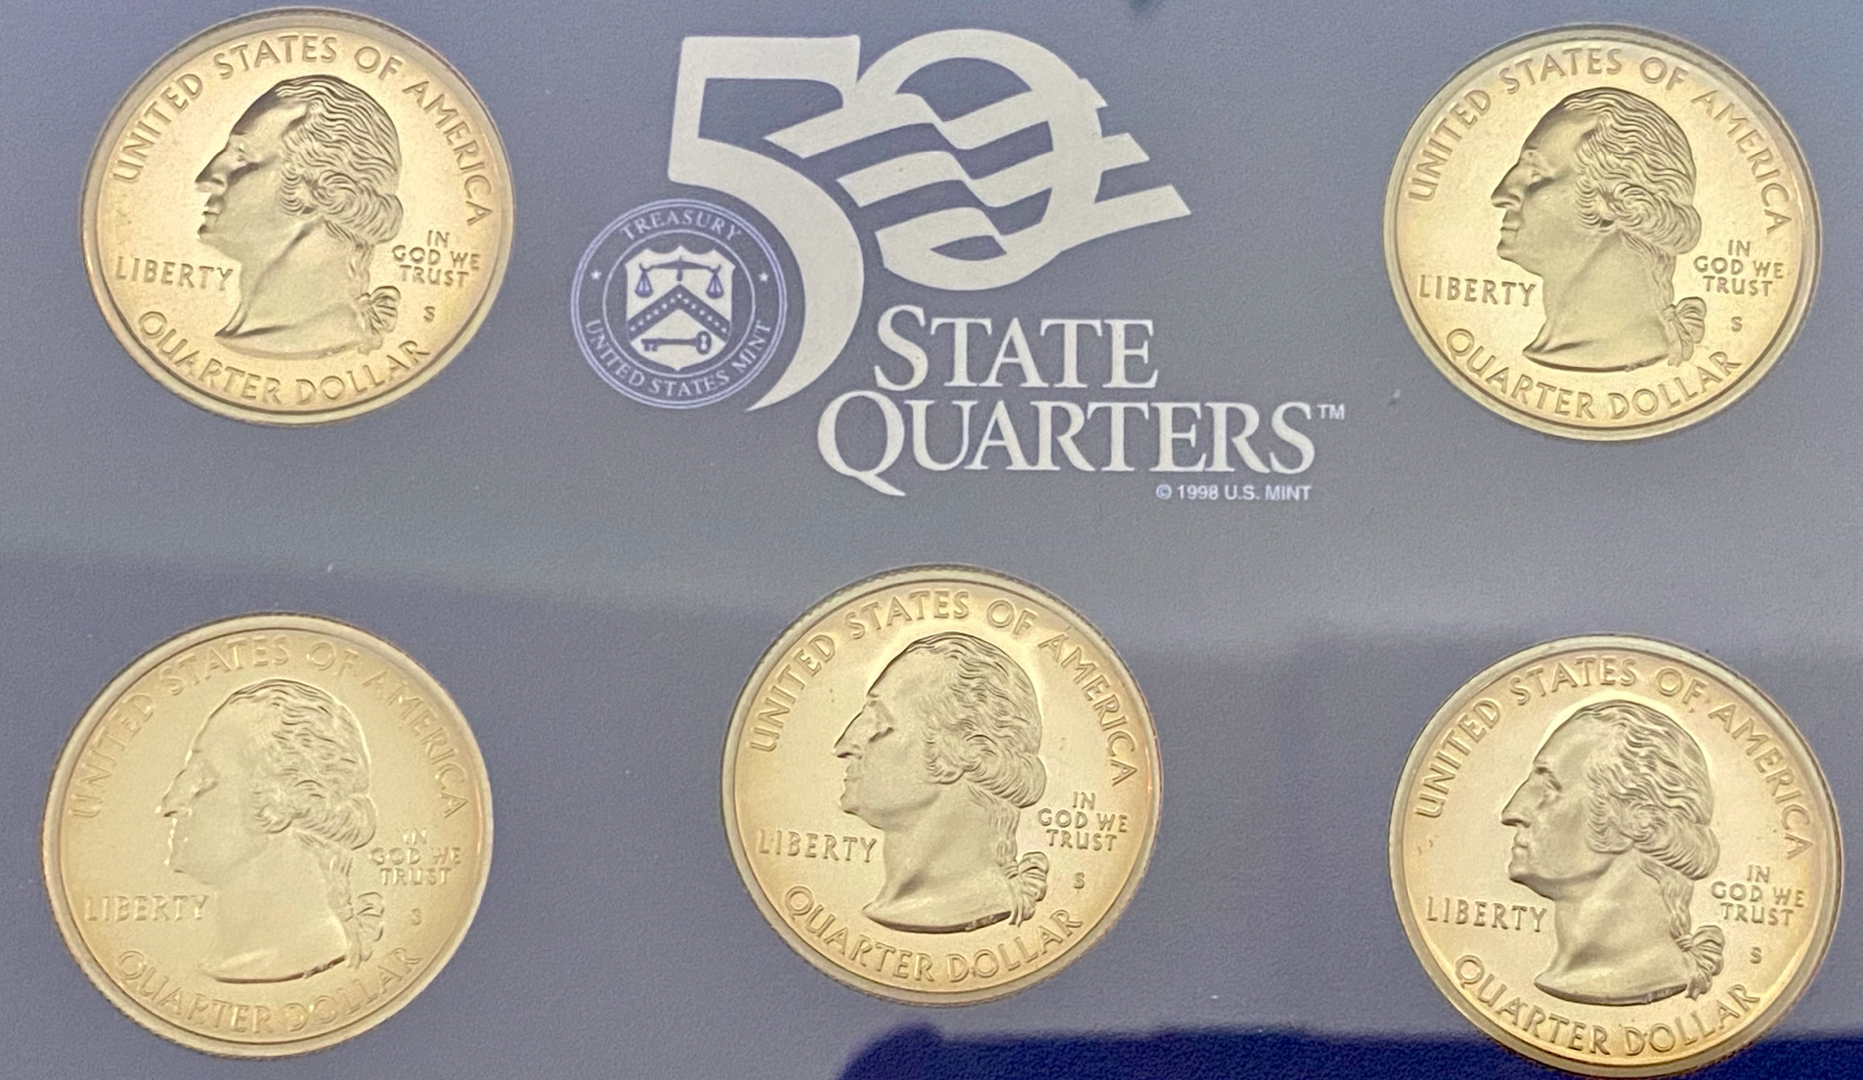 UNITED STATES OF AMERICA
LIBERTY
IN
GOD WE
TRUST
S
QUARTER DOLLAR
50
STATE
QUARTERS™
© 1998 U.S. MINT
TREASURY
UNITED STATES MINT
UNITED STATES OF AMERICA
LIBERTY
IN
GOD WE
TRUST
S
QUARTER DOLLAR
UNITED STATES OF AMERICA
LIBERTY
IN
GOD WE
TRUST
S
QUARTER DOLLAR
UNITED STATES OF AMERICA
LIBERTY
IN
GOD WE
TRUST
S
QUARTER DOLLAR
UNITED STATES OF AMERICA
LIBERTY
IN
GOD WE
TRUST
S
QUARTER DOLLAR